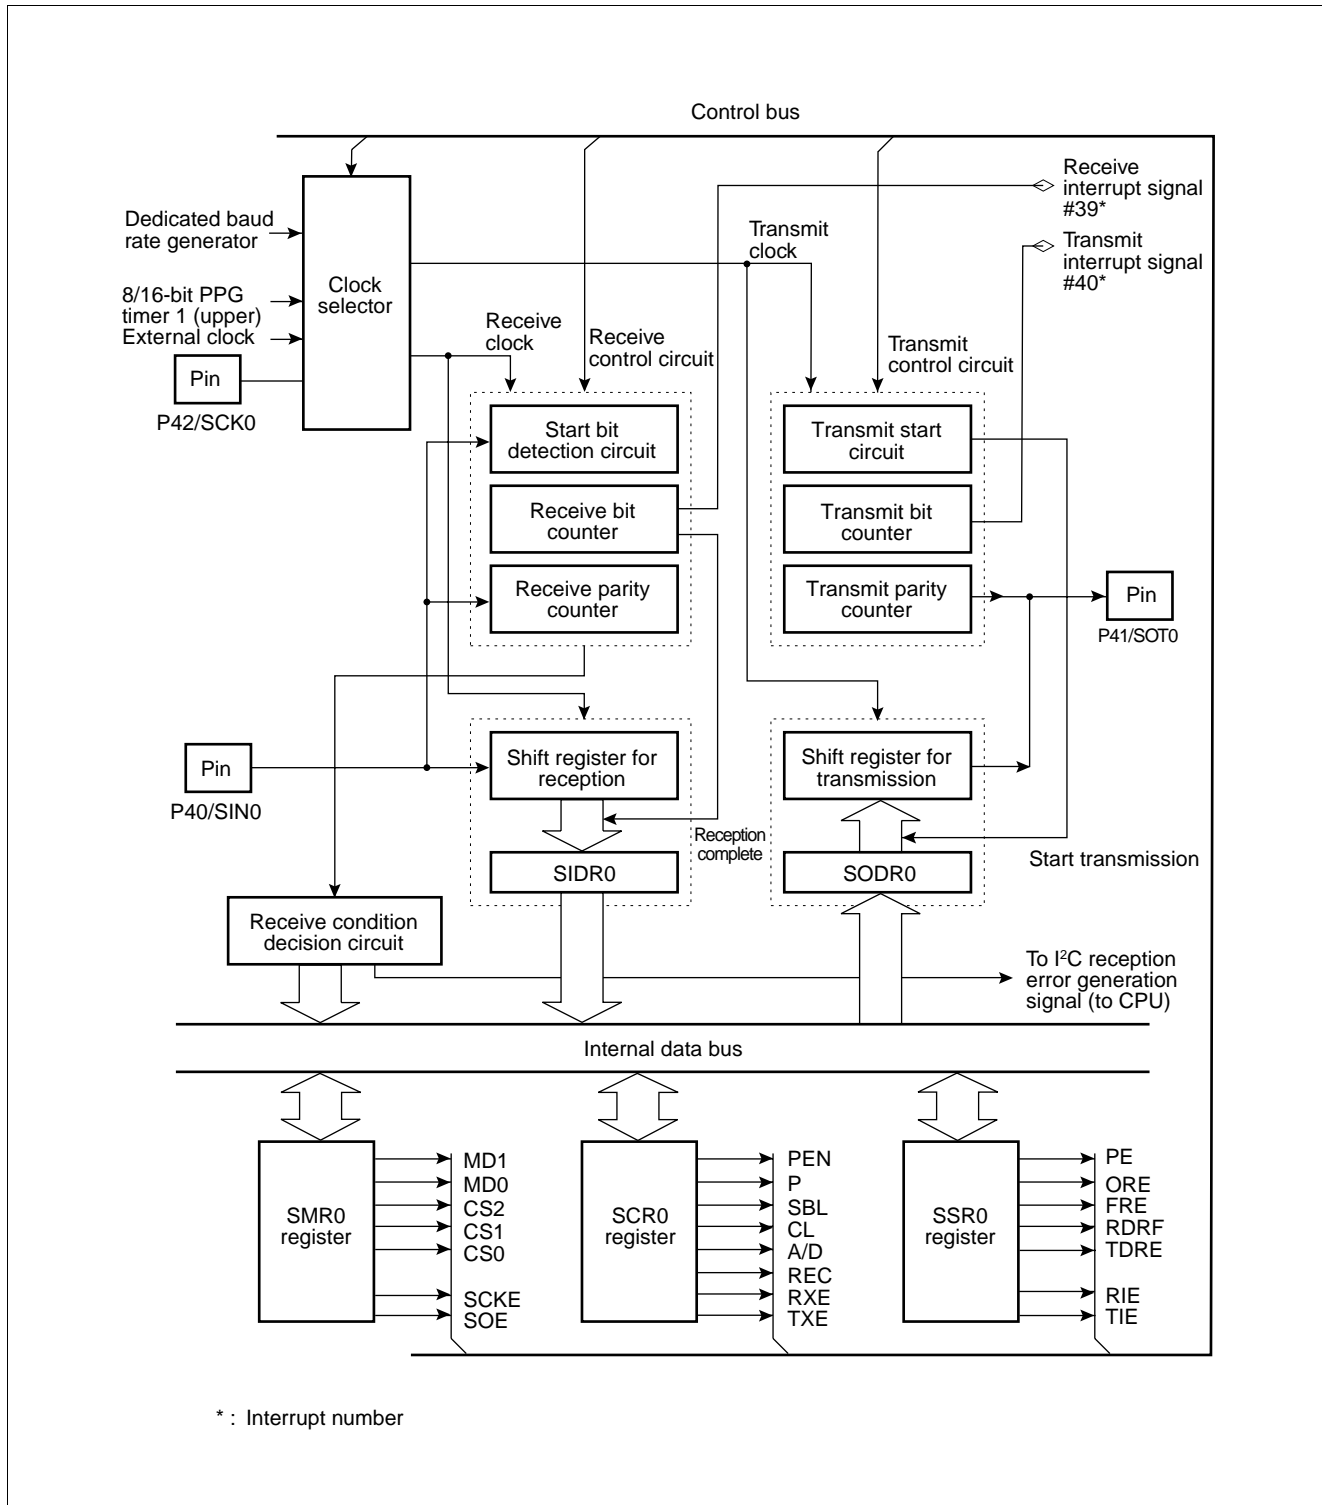 Control bus
Receive
interrupt signal
#39*
Transmit
interrupt signal
#40*
Dedicated baud
rate generator
8/16-bit PPG
timer 1 (upper)
External clock
Pin
P42/SCK0
Clock
selector
Transmit
clock
Receive
clock
Receive
control circuit
Transmit
control circuit
Start bit
detection circuit
Receive bit
counter
Receive parity
counter
Transmit start
circuit
Transmit bit
counter
Transmit parity
counter
Pin
P41/SOT0
Pin
P40/SIN0
Shift register for
reception
Reception
complete
SIDR0
Shift register for
transmission
SODR0
Start transmission
Receive condition
decision circuit
To I²C reception
error generation
signal (to CPU)
Internal data bus
SMR0
register
MD1
MD0
CS2
CS1
CS0
SCKE
SOE
SCR0
register
PEN
P
SBL
CL
A/D
REC
RXE
TXE
SSR0
register
PE
ORE
FRE
RDRF
TDRE
RIE
TIE
* : Interrupt number